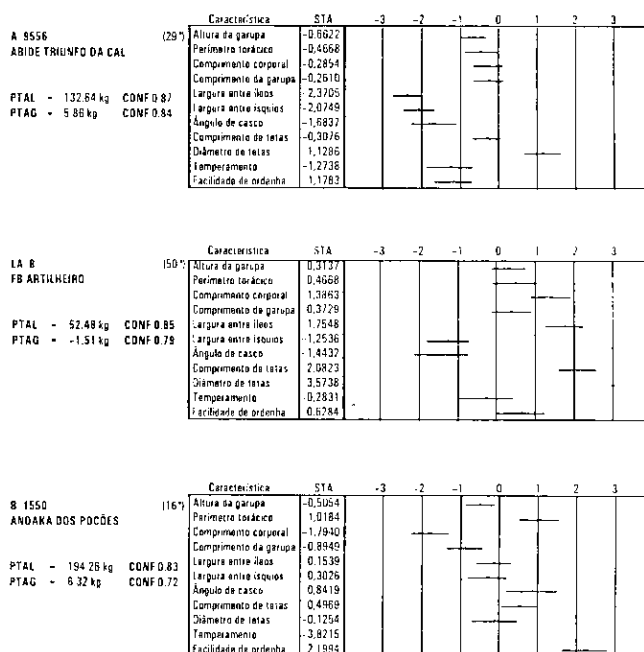 Característica STA -3 -2 -1 0 1 2 3
A 9556 (29°) Altura da garupa -0,6622
ABIDE TRIUNFO DA CAL Perímetro torácico -0,4668
Comprimento corporal -0,2854
Comprimento da garupa -0,2610
PTAL - 132.64 kg CONF 0.87 Largura entre íleos 2,3705
PTAG - 5.86 kg CONF 0.84 Largura entre ísquios -2,0749
Ângulo de casco -1,6837
Comprimento de tetas -0,3076
Diâmetro de tetas 1,1286
Temperamento -1,2738
Facilidade de ordenha 1,1783
Característica STA -3 -2 -1 0 1 2 3
LA 8 (50°) Altura da garupa 0,3137
FB ARTILHEIRO Perímetro torácico 0,4668
Comprimento corporal 1,3863
Comprimento de garupa 0,3729
PTAL - 52.48 kg CONF 0.85 Largura entre íleos 1,7548
PTAG - -1.51 kg CONF 0.79 Largura entre ísquios -1,2536
Ângulo de casco -1,4437
Comprimento de tetas 2,0823
Diâmetro de tetas 3,5738
Temperamento -0,2831
Facilidade de ordenha 0,6284
Característica STA -3 -2 -1 0 1 2 3
B 1550 (16°) Altura da garupa -0,5054
ANOAKA DOS POÇÕES Perímetro torácico 1,0184
Comprimento corporal -1,7940
Comprimento da garupa -0,8949
PTAL - 194.26 kg CONF 0.83 Largura entre íleos 0,1539
PTAG - 6.32 kg CONF 0.72 Largura entre ísquios 0,3026
Ângulo de casco 0,8419
Comprimento de tetas 0,4969
Diâmetro de tetas -0,1254
Temperamento -3,8215
Facilidade de ordenha 2,1994